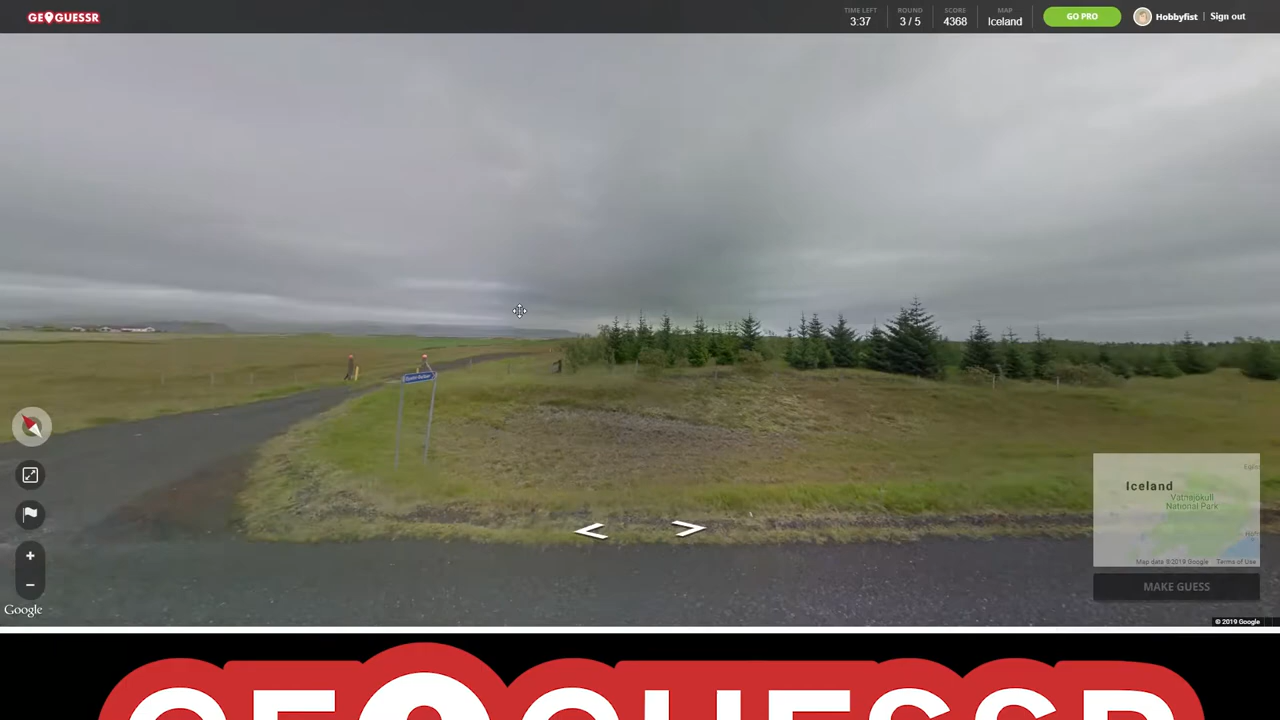 GEOGUESSR
TIME LEFT
3:37
ROUND
3 / 5
SCORE
4368
MAP
Iceland
GO PRO
Hobbyfist | Sign out
Iceland
Vatnajökull
National Park
Map data ©2019 Google
Terms of Use
MAKE GUESS
Google
© 2019 Google
GEOGUESSR